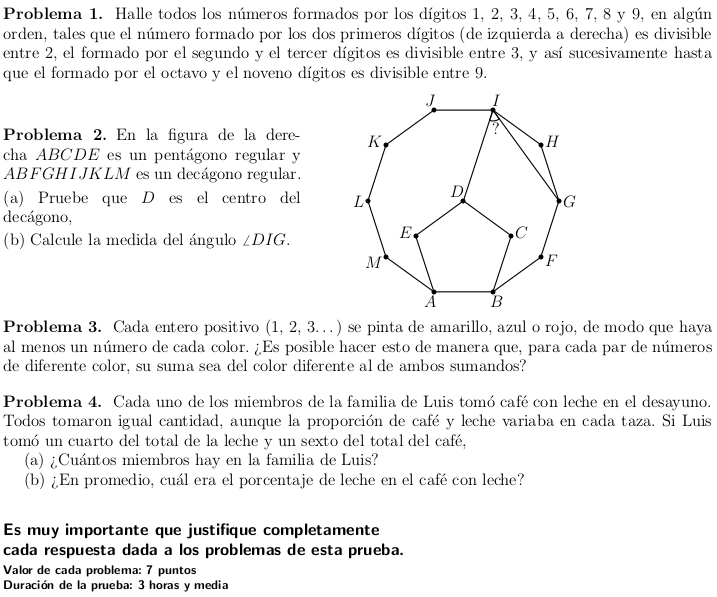 Problema 1. Halle todos los números formados por los dígitos 1, 2, 3, 4, 5, 6, 7, 8 y 9, en algún
orden, tales que el número formado por los dos primeros dígitos (de izquierda a derecha) es divisible
entre 2, el formado por el segundo y el tercer dígitos es divisible entre 3, y así sucesivamente hasta
que el formado por el octavo y el noveno dígitos es divisible entre 9.
Problema 2. En la figura de la dere-
cha ABCDE es un pentágono regular y
ABFGHIJKLM es un decágono regular.
(a) Pruebe que D es el centro del
decágono,
(b) Calcule la medida del ángulo ∠DIG.
J
I
?
K
H
D
L
G
E
C
M
F
A
B
Problema 3. Cada entero positivo (1, 2, 3. . . ) se pinta de amarillo, azul o rojo, de modo que haya
al menos un número de cada color. ¿Es posible hacer esto de manera que, para cada par de números
de diferente color, su suma sea del color diferente al de ambos sumandos?
Problema 4. Cada uno de los miembros de la familia de Luis tomó café con leche en el desayuno.
Todos tomaron igual cantidad, aunque la proporción de café y leche variaba en cada taza. Si Luis
tomó un cuarto del total de la leche y un sexto del total del café,
(a) ¿Cuántos miembros hay en la familia de Luis?
(b) ¿En promedio, cuál era el porcentaje de leche en el café con leche?
Es muy importante que justifique completamente
cada respuesta dada a los problemas de esta prueba.
Valor de cada problema: 7 puntos
Duración de la prueba: 3 horas y media